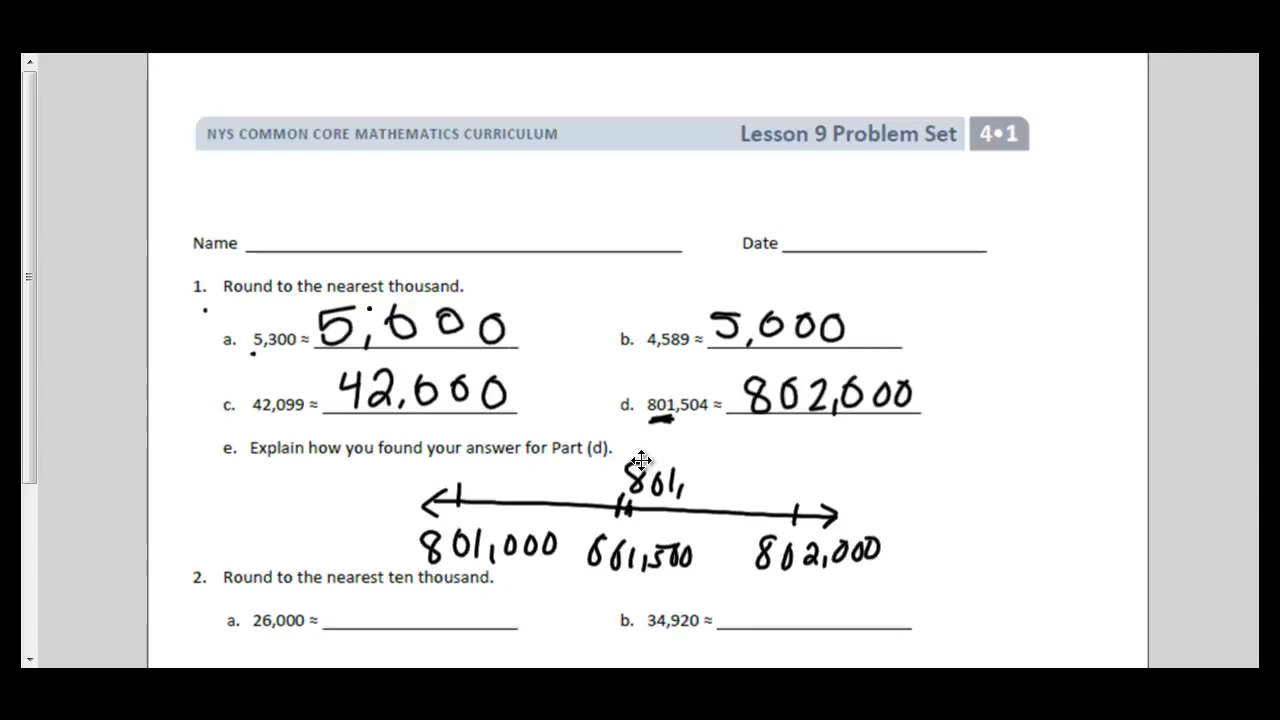 NYS COMMON CORE MATHEMATICS CURRICULUM Lesson 9 Problem Set 4•1
Name Date
1. Round to the nearest thousand.
a. 5,300 ≈ 5,000 b. 4,589 ≈ 5,000
c. 42,099 ≈ 42,000 d. 801,504 ≈ 802,000
e. Explain how you found your answer for Part (d).
801,
801,000 661,500 802,000
2. Round to the nearest ten thousand.
a. 26,000 ≈ b. 34,920 ≈